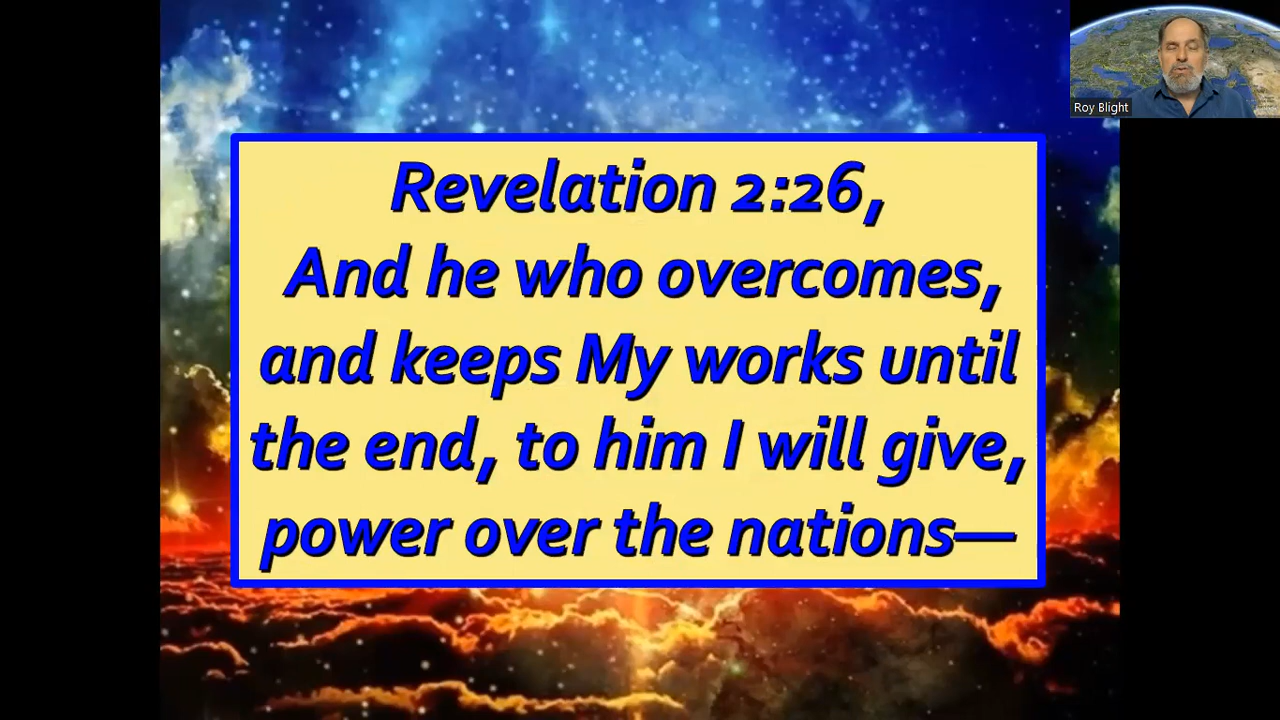 Roy Blight
Revelation 2:26,
And he who overcomes,
and keeps My works until
the end, to him I will give,
power over the nations—